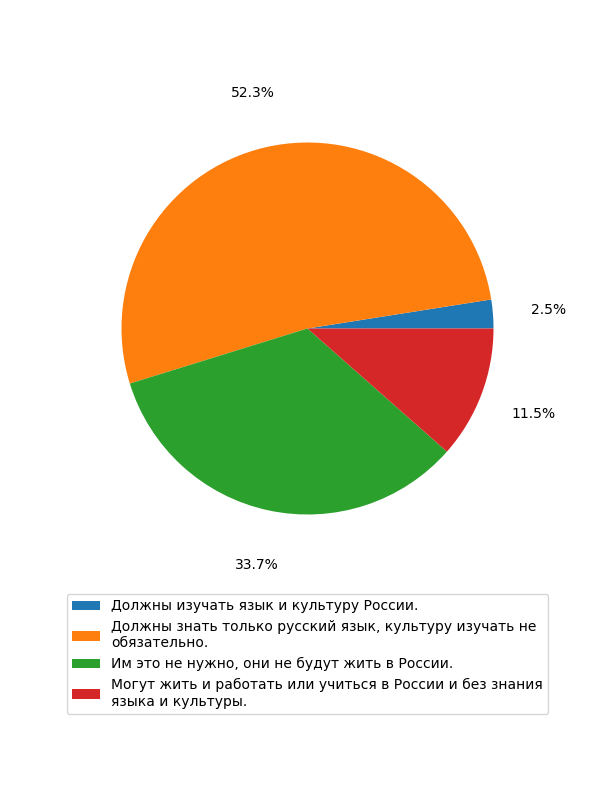 52.3%
2.5%
11.5%
33.7%
Должны изучать язык и культуру России.
Должны знать только русский язык, культуру изучать не
обязательно.
Им это не нужно, они не будут жить в России.
Могут жить и работать или учиться в России и без знания
языка и культуры.